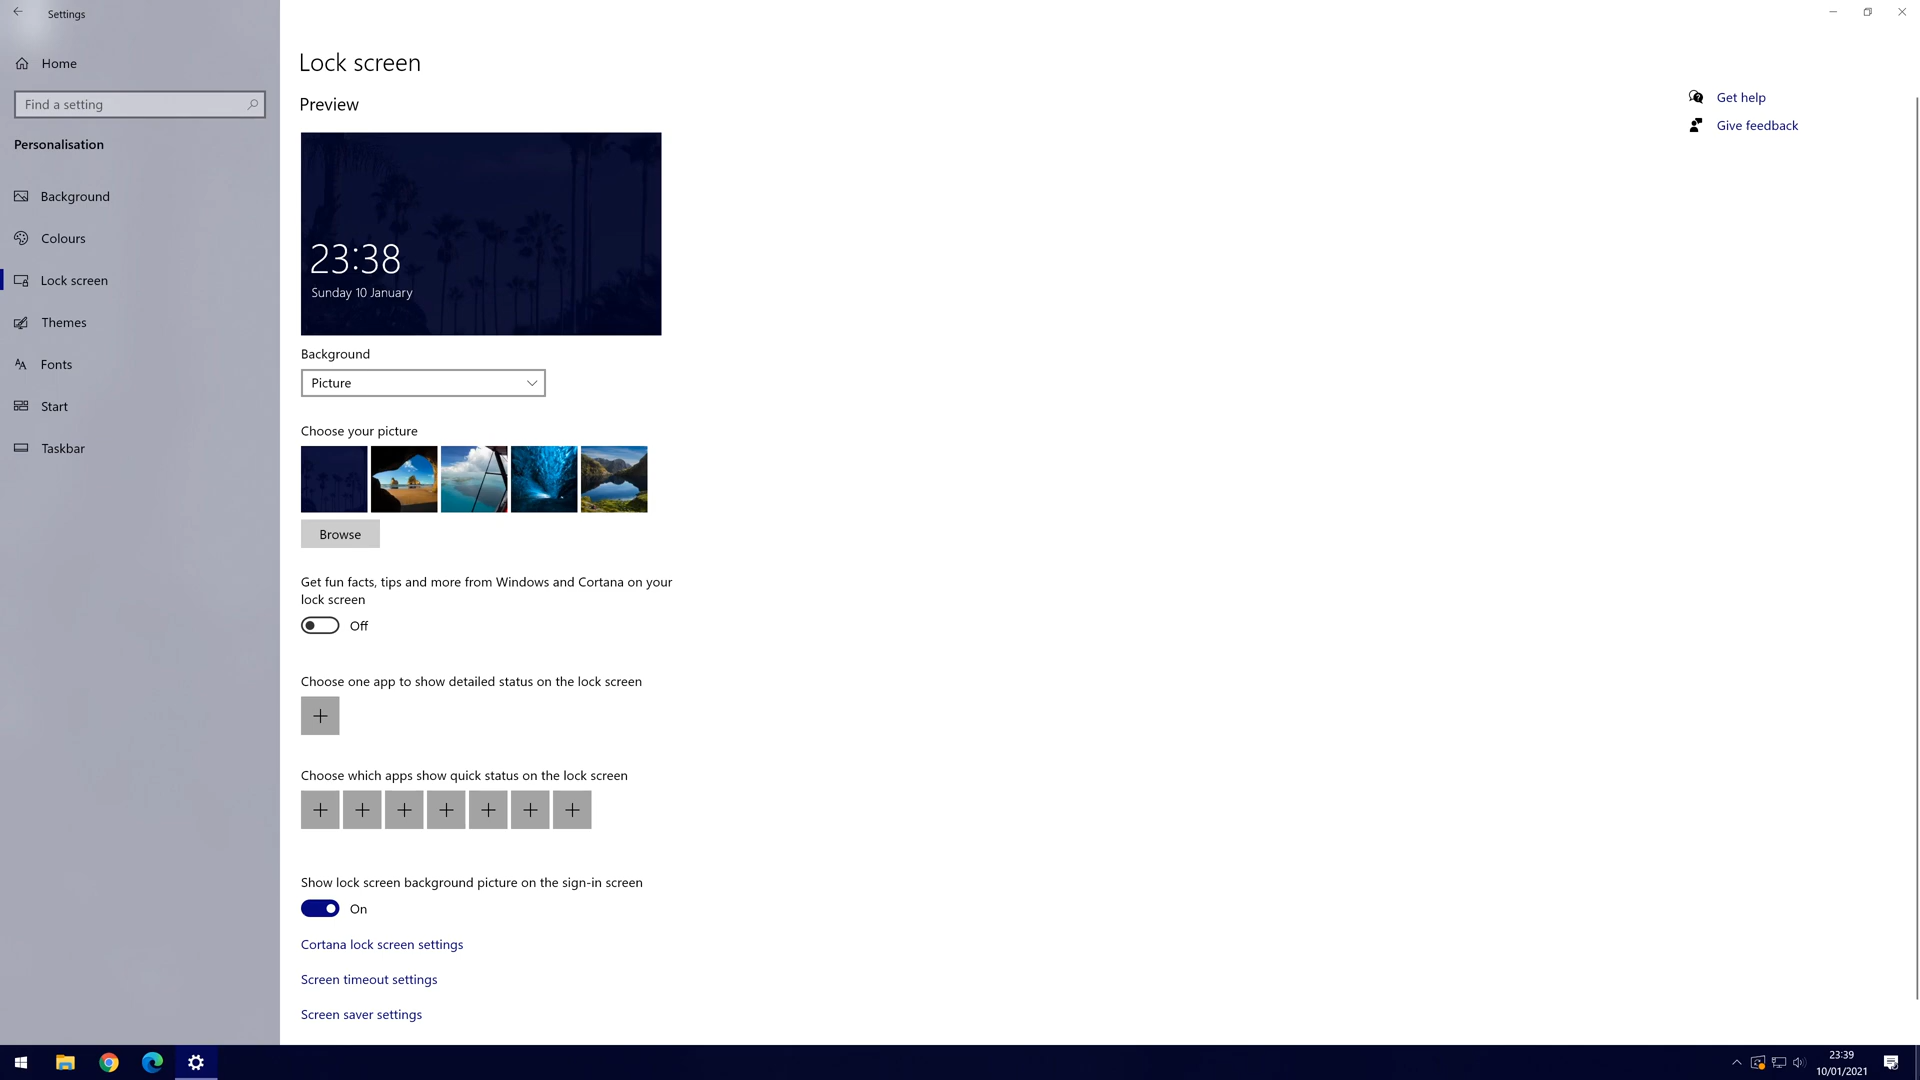 Settings
Home
Find a setting
Personalisation
Background
Colours
Lock screen
Themes
Fonts
Start
Taskbar
Lock screen
Preview
23:38
Sunday 10 January
Background
Picture
Choose your picture
Browse
Get fun facts, tips and more from Windows and Cortana on your
lock screen
Off
Choose one app to show detailed status on the lock screen
Choose which apps show quick status on the lock screen
Show lock screen background picture on the sign-in screen
On
Cortana lock screen settings
Screen timeout settings
Screen saver settings
Get help
Give feedback
23:39
10/01/2021